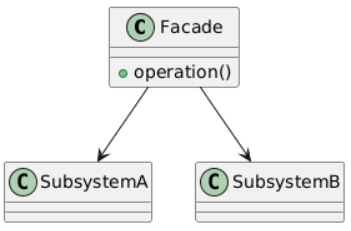 C Facade
operation()
C SubsystemA
C SubsystemB